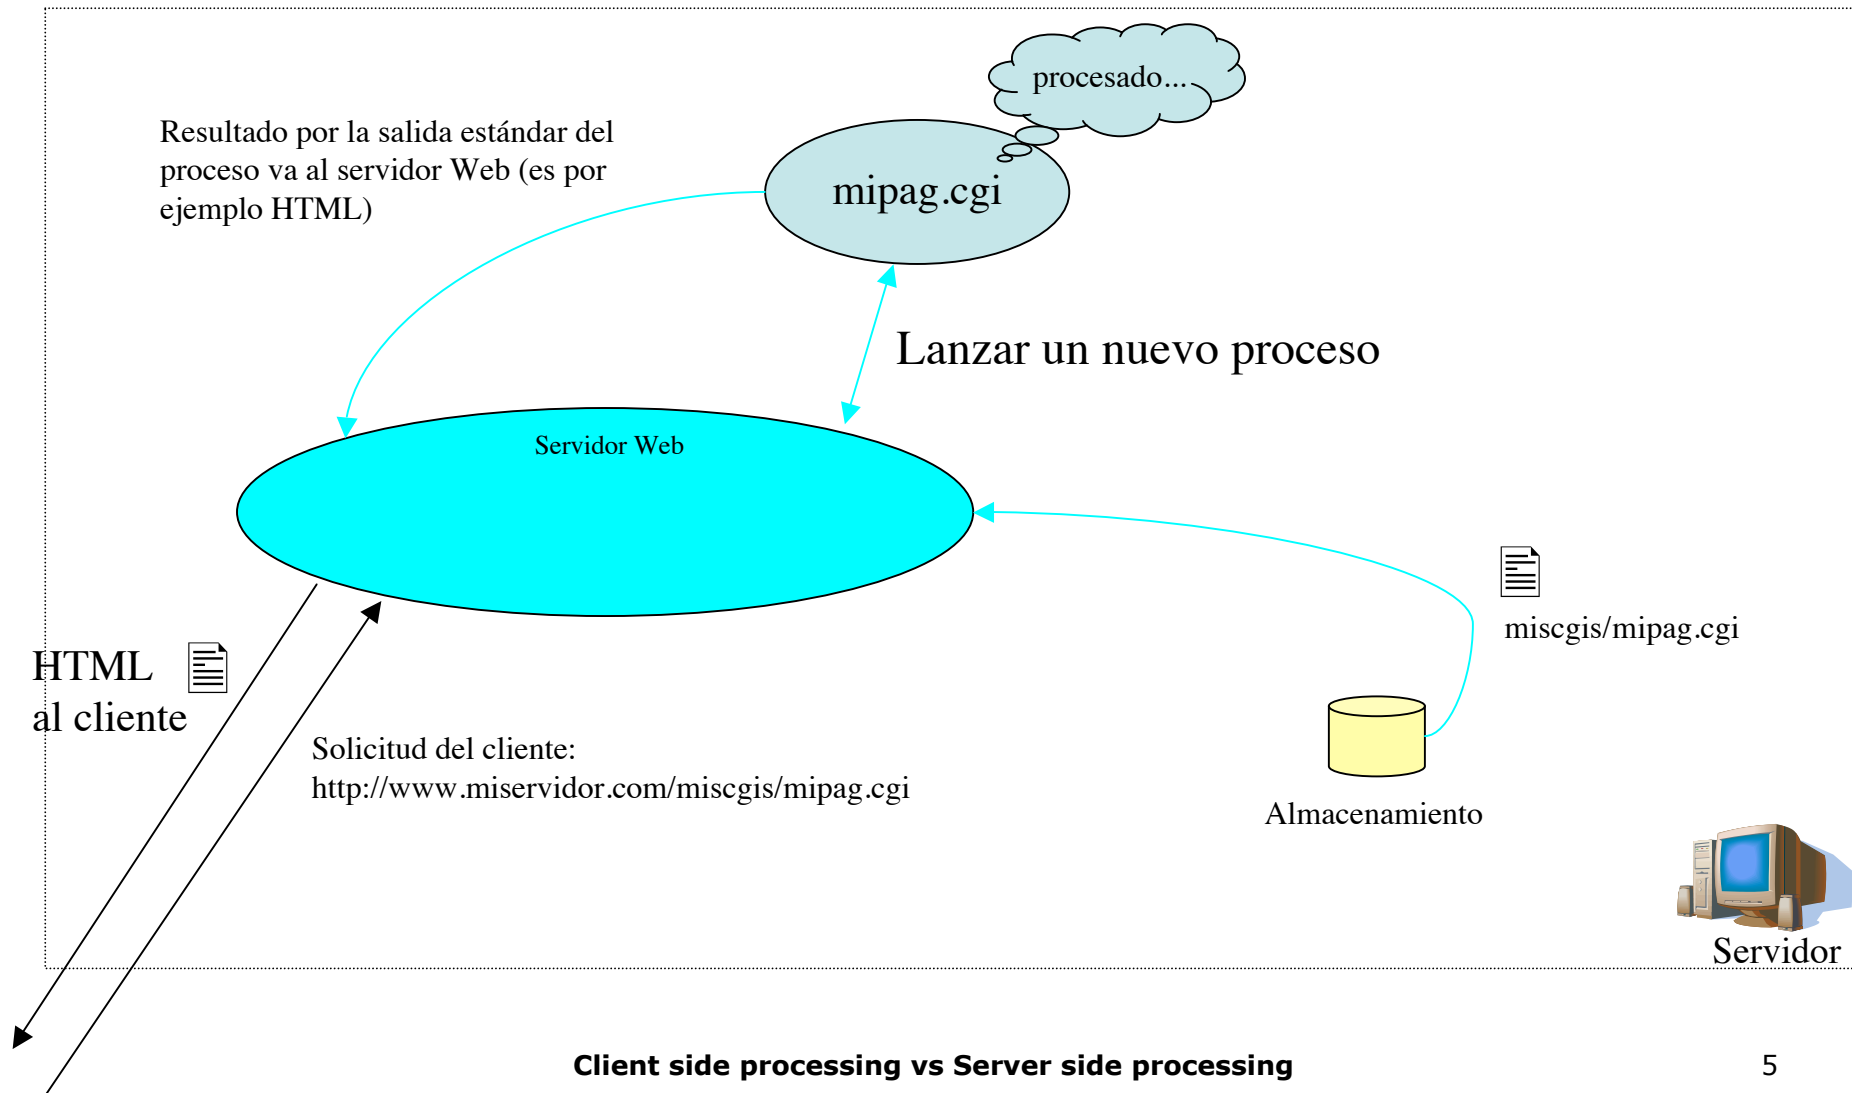 procesado...
Resultado por la salida estándar del
proceso va al servidor Web (es por
ejemplo HTML)
mipag.cgi
Lanzar un nuevo proceso
Servidor Web
miscgis/mipag.cgi
HTML
al cliente
Solicitud del cliente:
http://www.miservidor.com/miscgis/mipag.cgi
Almacenamiento
Servidor
Client side processing vs Server side processing
5